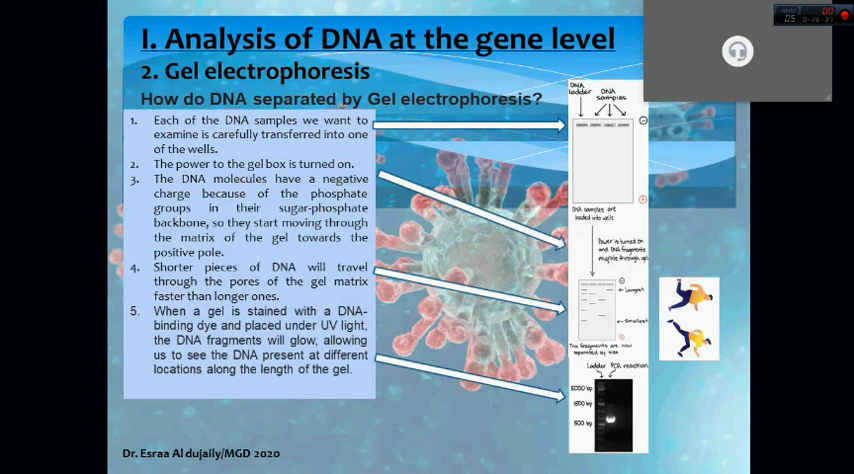 I. Analysis of DNA at the gene level
2. Gel electrophoresis
How do DNA separated by Gel electrophoresis?
1. Each of the DNA samples we want to
examine is carefully transferred into one
of the wells.
2. The power to the gel box is turned on.
3. The DNA molecules have a negative
charge because of the phosphate
groups in their sugar-phosphate
backbone, so they start moving through
the matrix of the gel towards the
positive pole.
4. Shorter pieces of DNA will travel
through the pores of the gel matrix
faster than longer ones.
5. When a gel is stained with a DNA-
binding dye and placed under UV light,
the DNA fragments will glow, allowing
us to see the DNA present at different
locations along the length of the gel.
DNA DNA
ladder samples
DNA samples are
loaded into wells
Power is turned on
and DNA fragments
migrate through gel
Longest
Smallest
The fragments are now
separated by size
Ladder PCR reaction
5000 bp
1500 bp
500 bp
Dr. Esraa Al dujaily/MGD 2020